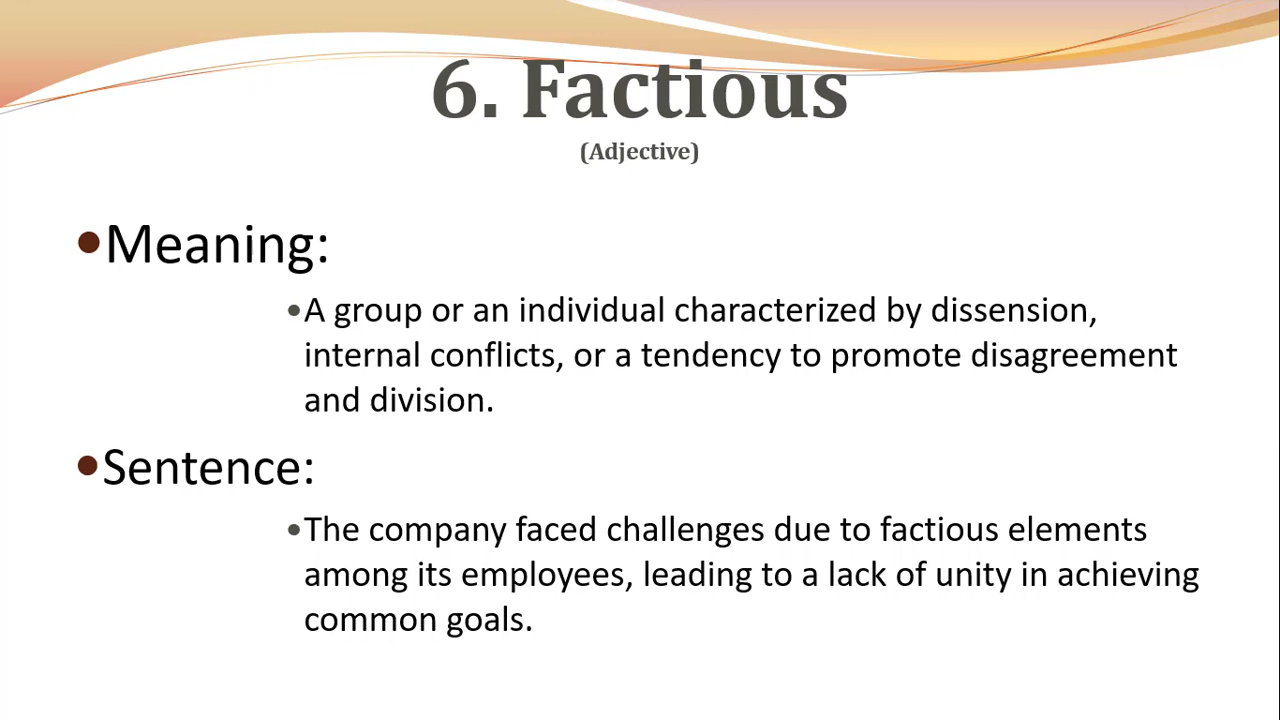 6. Factious
(Adjective)
•Meaning:
•A group or an individual characterized by dissension,
internal conflicts, or a tendency to promote disagreement
and division.
•Sentence:
•The company faced challenges due to factious elements
among its employees, leading to a lack of unity in achieving
common goals.